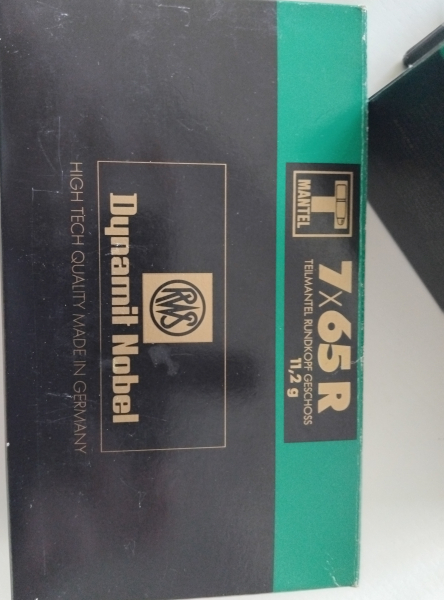 T
MANTEL
7x65 R
TEILMANTEL RUNDKOPF GESCHOSS
11,2 g
RWS
Dynamit Nobel
HIGH TECH QUALITY MADE IN GERMANY